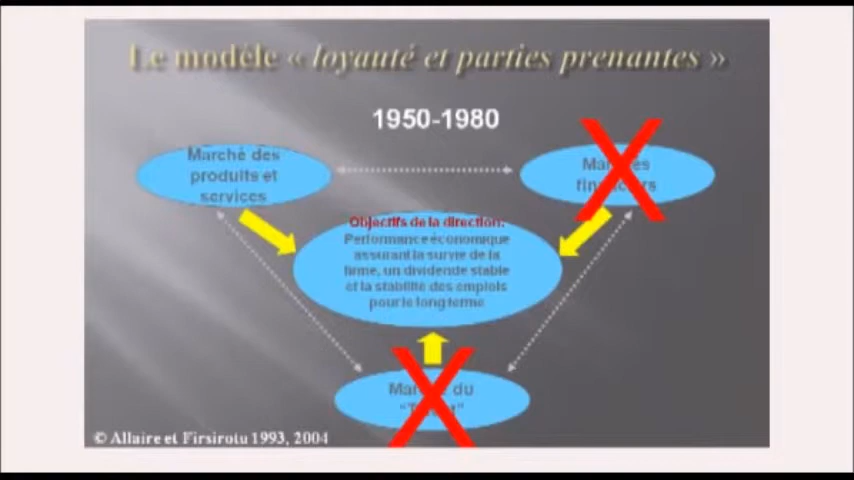 Le modèle « loyauté et parties prenantes »
1950-1980
Marché des
produits et
services
Objectifs de la direction:
Performance économique
assurant la survie de la
firme, un dividende stable
et la stabilité des emplois
pour le long terme
du
© Allaire et Firsirotu 1993, 2004